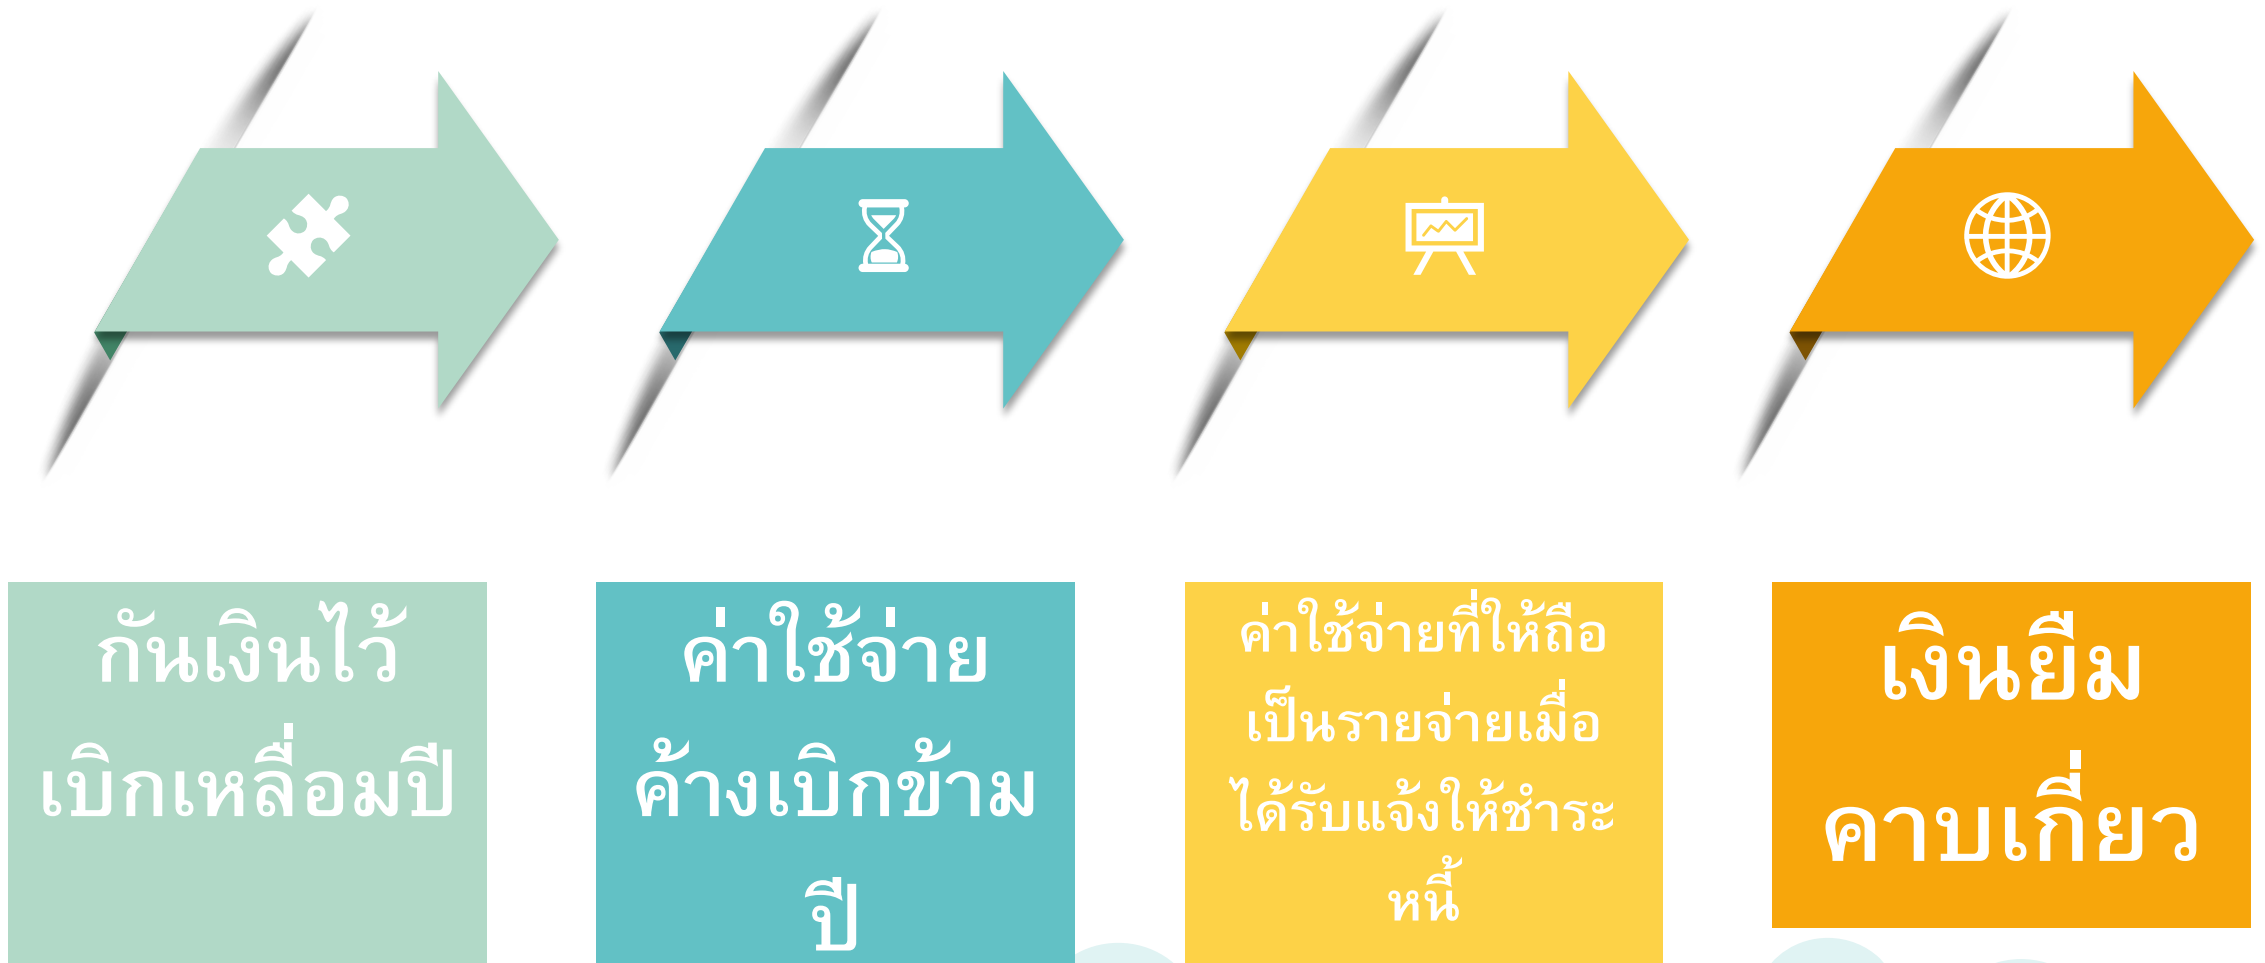 กันเงินไว้
เบิกเหลื่อมปี
ค่าใช้จ่าย
ค้างเบิกข้าม
ปี
ค่าใช้จ่ายที่ให้ถือ
เป็นรายจ่ายเมื่อ
ได้รับแจ้งให้ชำระ
หนี้
เงินยืม
คาบเกี่ยว